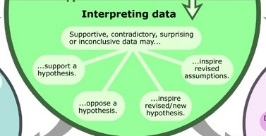 Interpreting data
Supportive, contradictory, surprising
or inconclusive data may...
...support a
hypothesis.
...oppose a
hypothesis.
...inspire
revised/new
hypothesis.
...inspire
revised
assumptions.